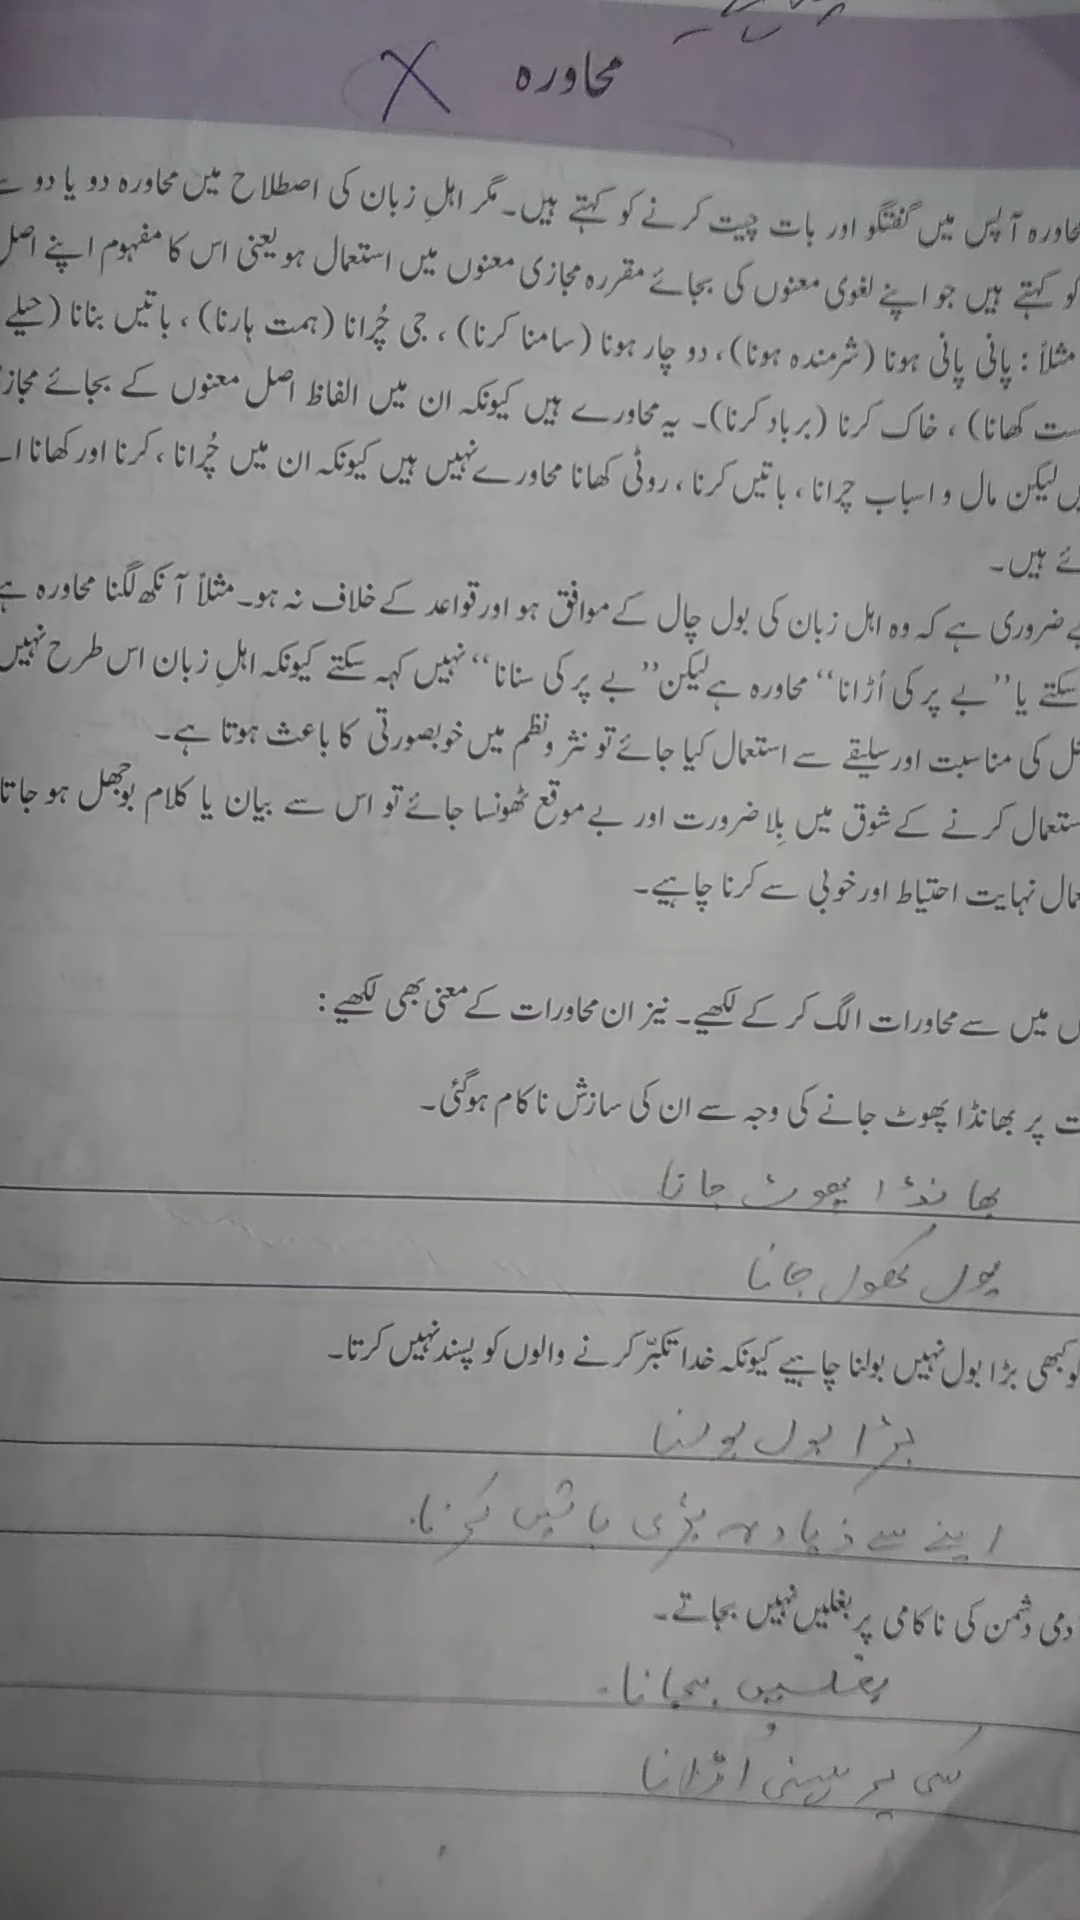 محاورہ
محاورہ آپس میں گفتگو اور بات چیت کرنے کو کہتے ہیں۔ مگر اہلِ زبان کی اصطلاح میں محاورہ دو یا دو سے
کو کہتے ہیں جو اپنے لغوی معنوں کی بجائے مقررہ مجازی معنوں میں استعمال ہو یعنی اس کا مفہوم اپنے اصل
مثلاً: پانی پانی ہونا (شرمندہ ہونا)، دو چار ہونا (سامنا کرنا)، جی چُرانا (ہمت ہارنا)، باتیں بنانا (حیلے
کھانا)، خاک کرنا (برباد کرنا)۔ یہ محاورے ہیں کیونکہ ان میں الفاظ اصل معنوں کے بجائے
لیکن مال و اسباب چرانا، باتیں کرنا، روٹی کھانا محاورے نہیں ہیں کیونکہ ان میں چُرانا، کرنا اور کھانا
ہیں۔
ضروری ہے کہ وہ اہل زبان کی بول چال کے موافق ہو اور قواعد کے خلاف نہ ہو۔ مثلاً آنکھ لگنا محاورہ ہے
سکتے یا ”بے پر کی اُڑانا“ محاورہ ہے لیکن ”بے پر کی سنانا“ نہیں کہہ سکتے کیونکہ اہلِ زبان اس طرح نہیں
کی مناسبت اور سلیقے سے استعمال کیا جائے تو نثر و نظم میں خوبصورتی کا باعث ہوتا ہے۔
کرنے کے شوق میں بِلا ضرورت اور بے موقع ٹھونسا جائے تو اس سے بیان یا کلام بوجھل ہو جاتا
نہایت احتیاط اور خوبی سے کرنا چاہیے۔
میں سے محاورات الگ کر کے لکھیے۔ نیز ان محاورات کے معنی بھی لکھیے:
پر بھانڈا پھوٹ جانے کی وجہ سے ان کی سازش ناکام ہوگئی۔
بھانڈا پھوٹ جانا
پول کھول جانا
کبھی بڑا بول نہیں بولنا چاہیے کیونکہ خدا تکبّر کرنے والوں کو پسند نہیں کرتا۔
بڑا بول بولنا
اپنے سے ذیادہ بڑی باتیں کرنا۔
دشمن کی ناکامی پر بغلیں نہیں بجاتے۔
بغلیں بجانا۔
کسی پر ہنسی اڑانا